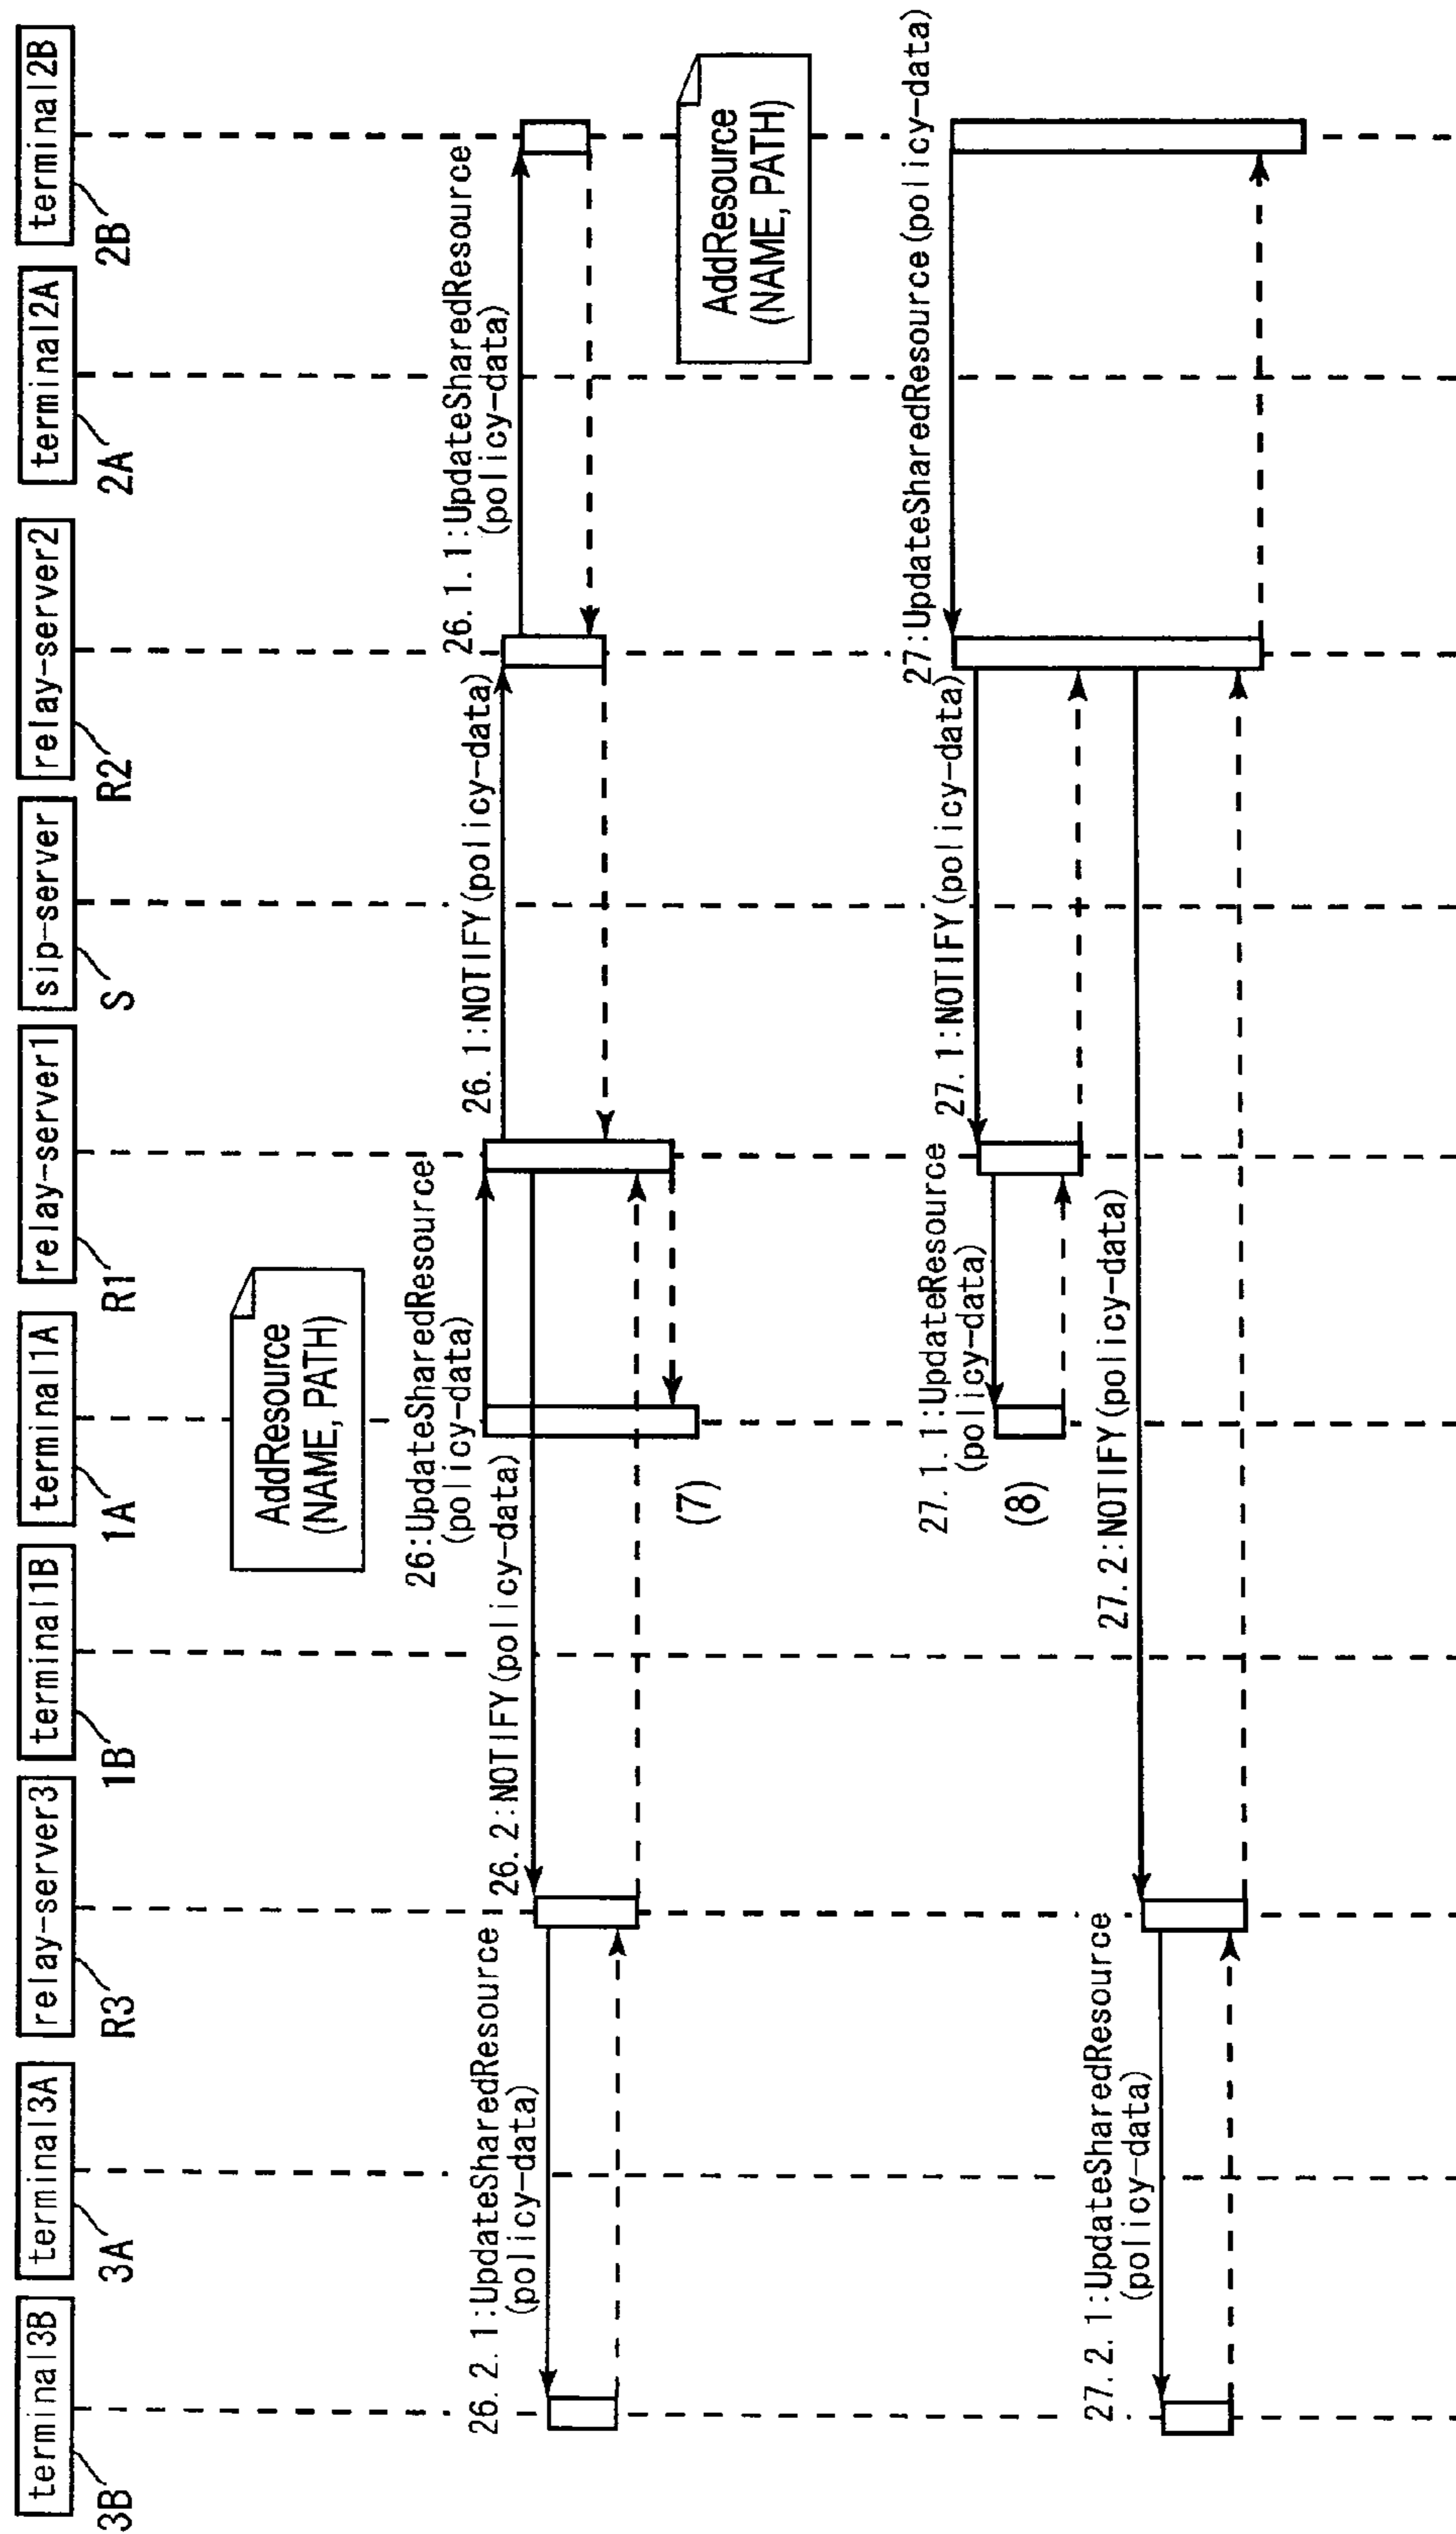 terminal3B
terminal3A
relay-server3
terminal1B
terminal1A
relay-server1
sip-server
relay-server2
terminal2A
terminal2B
3B
3A
R3
1B
1A
R1
S
R2
2A
2B
AddResource
(NAME, PATH)
26:UpdateSharedResource
(policy-data)
26.1:NOTIFY(policy-data)
26.1.1:UpdateSharedResource
(policy-data)
26.2:NOTIFY(policy-data)
26.2.1:UpdateSharedResource
(policy-data)
(7)
AddResource
(NAME, PATH)
27:UpdateSharedResource(policy-data)
27.1:NOTIFY(policy-data)
27.1.1:UpdateResource
(policy-data)
(8)
27.2:NOTIFY(policy-data)
27.2.1:UpdateSharedResource
(policy-data)